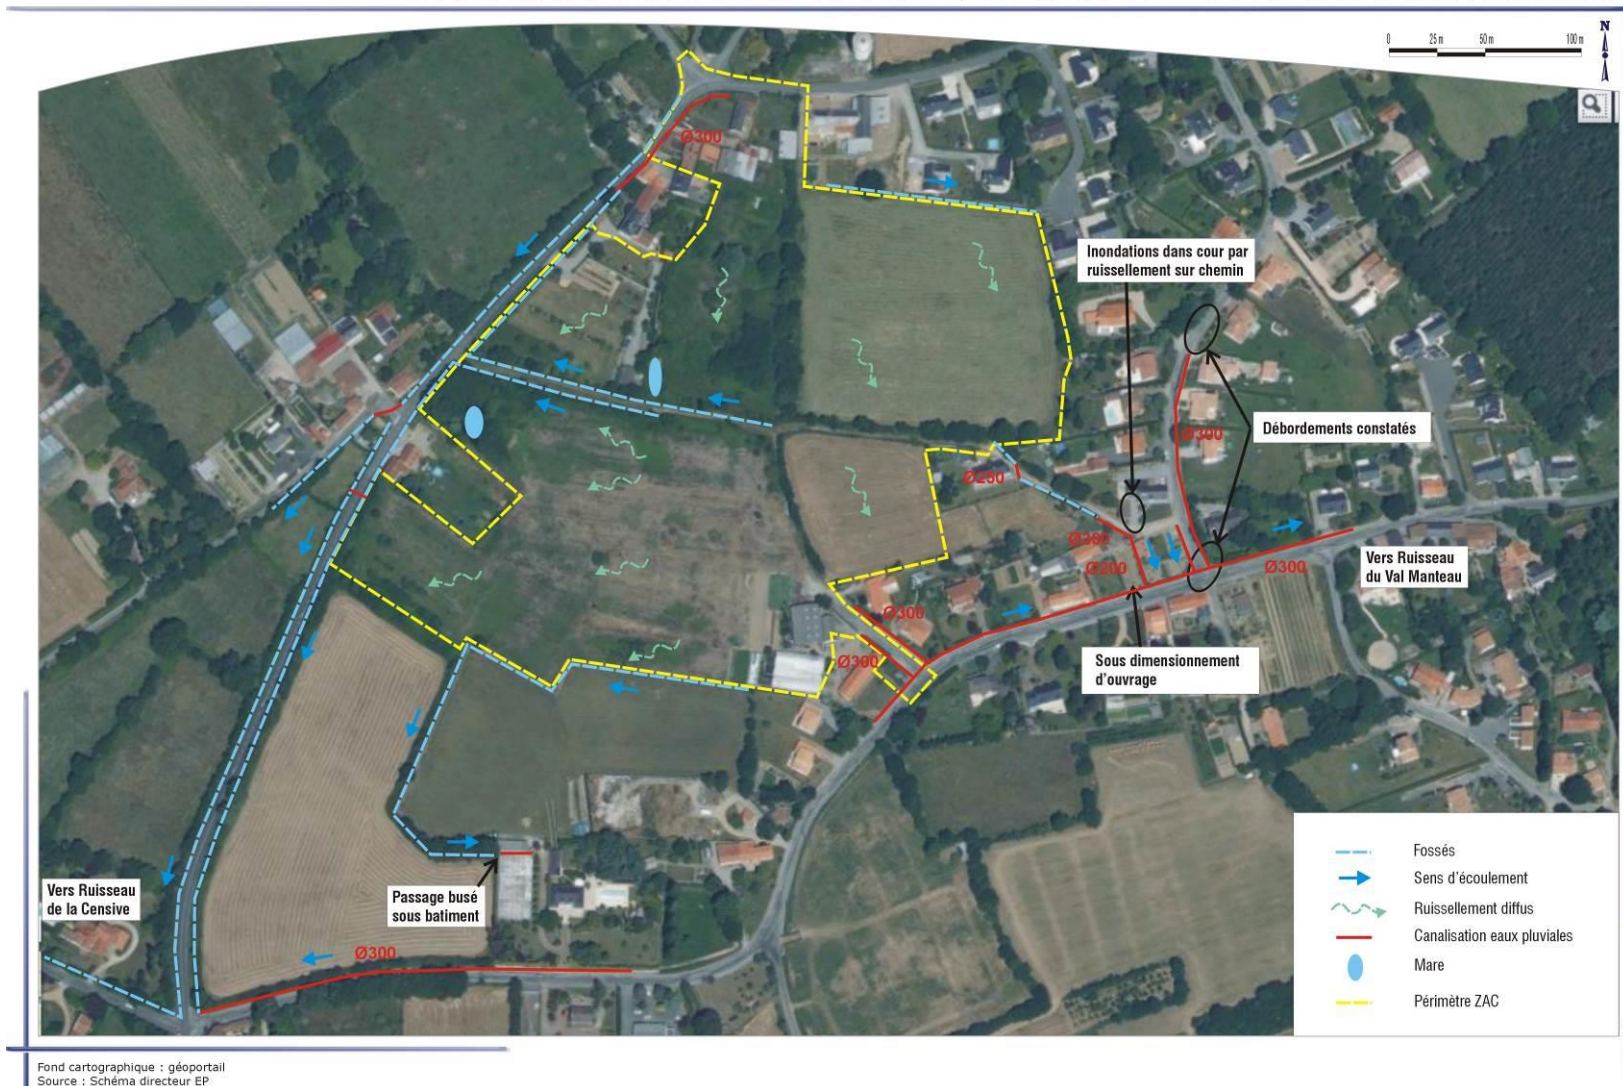 N
0 25 m 50 m 100 m
Ø300
Inondations dans cour par
ruissellement sur chemin
Débordements constatés
Ø300
Ø250
Ø300
Ø200
Ø300
Vers Ruisseau
du Val Manteau
Ø300
Ø300
Sous dimensionnement
d'ouvrage
Vers Ruisseau
de la Censive
Passage busé
sous batiment
Ø300
Fossés
Sens d'écoulement
Ruissellement diffus
Canalisation eaux pluviales
Mare
Périmètre ZAC
Fond cartographique : géoportail
Source : Schéma directeur EP